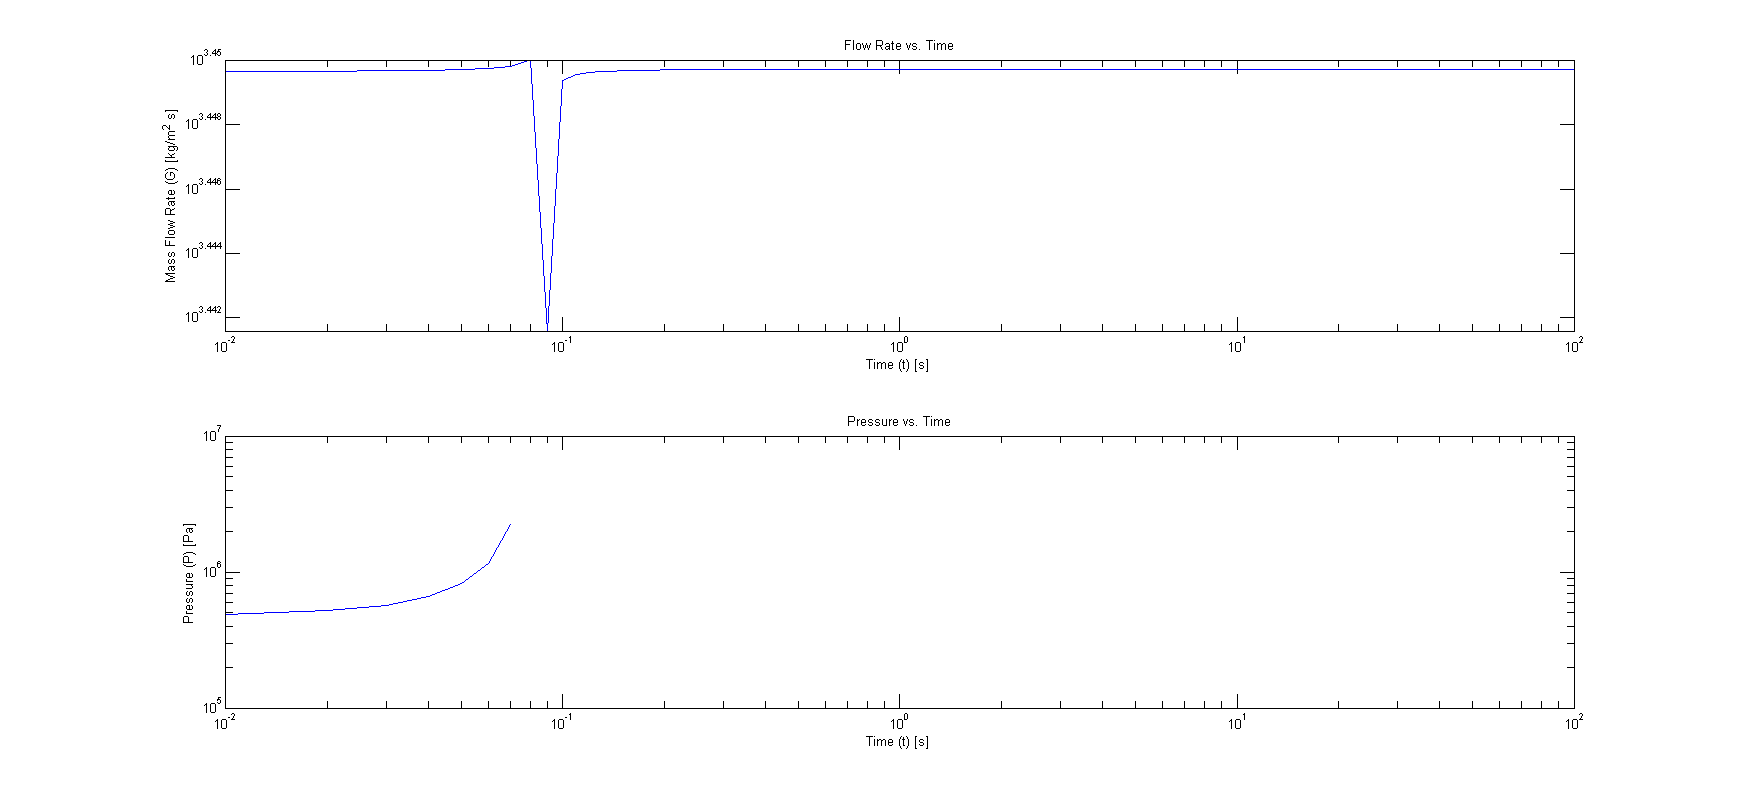 Flow Rate vs. Time
Mass Flow Rate (G) [kg/m² s]
10^3.45
10^3.448
10^3.446
10^3.444
10^3.442
10^-2 10^-1 10^0 10^1 10^2
Time (t) [s]
Pressure vs. Time
Pressure (P) [Pa]
10^7
10^6
10^5
10^-2 10^-1 10^0 10^1 10^2
Time (t) [s]